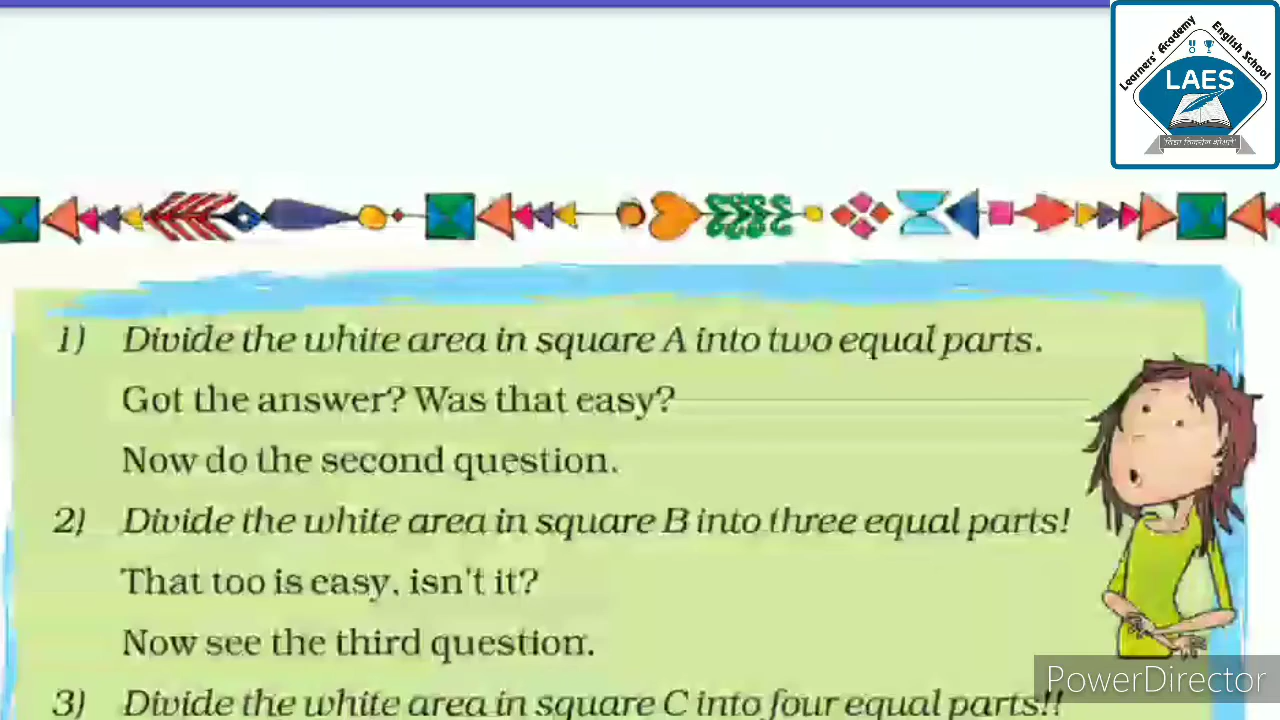 Learners' Academy English School
LAES
1) Divide the white area in square A into two equal parts.
Got the answer? Was that easy?
Now do the second question.
2) Divide the white area in square B into three equal parts!
That too is easy, isn't it?
Now see the third question.
3) Divide the white area in square C into four equal parts!!
PowerDirector